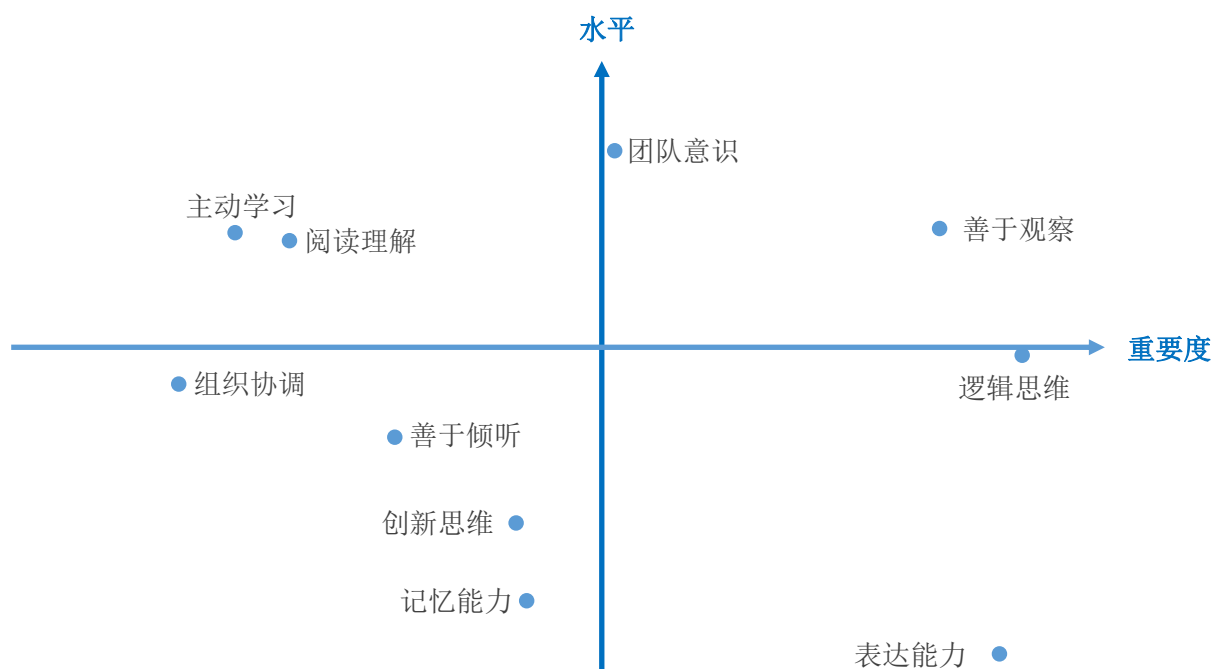 水平
团队意识
主动学习
善于观察
阅读理解
重要度
组织协调
逻辑思维
善于倾听
创新思维
记忆能力
表达能力